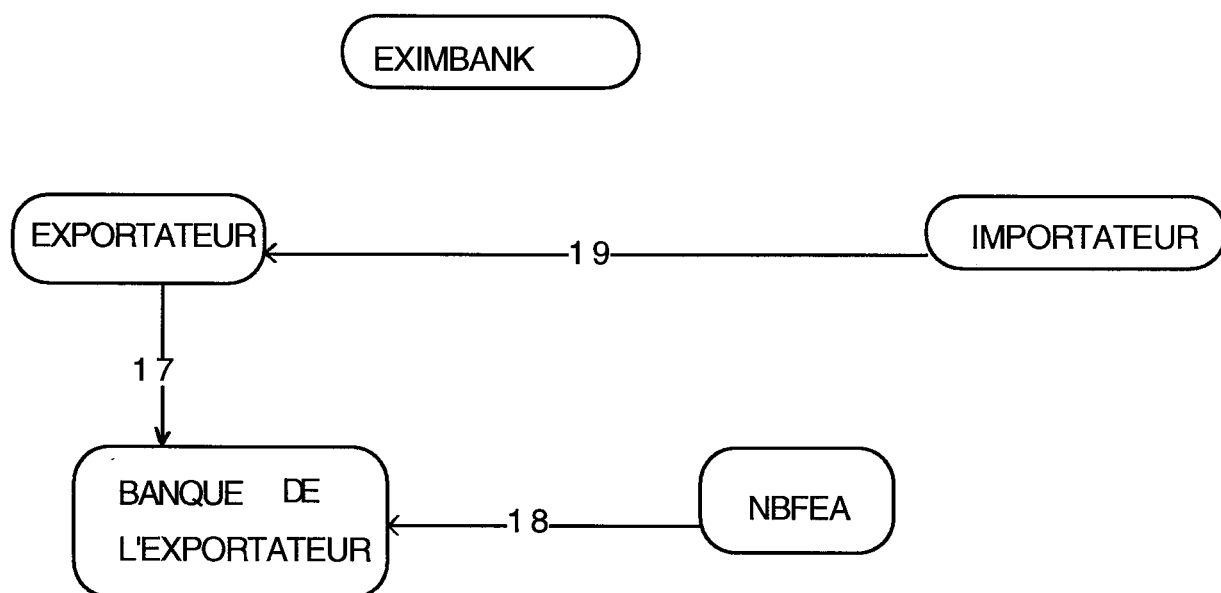 EXIMBANK
EXPORTATEUR
19
IMPORTATEUR
17
BANQUE DE
L'EXPORTATEUR
18
NBFEA